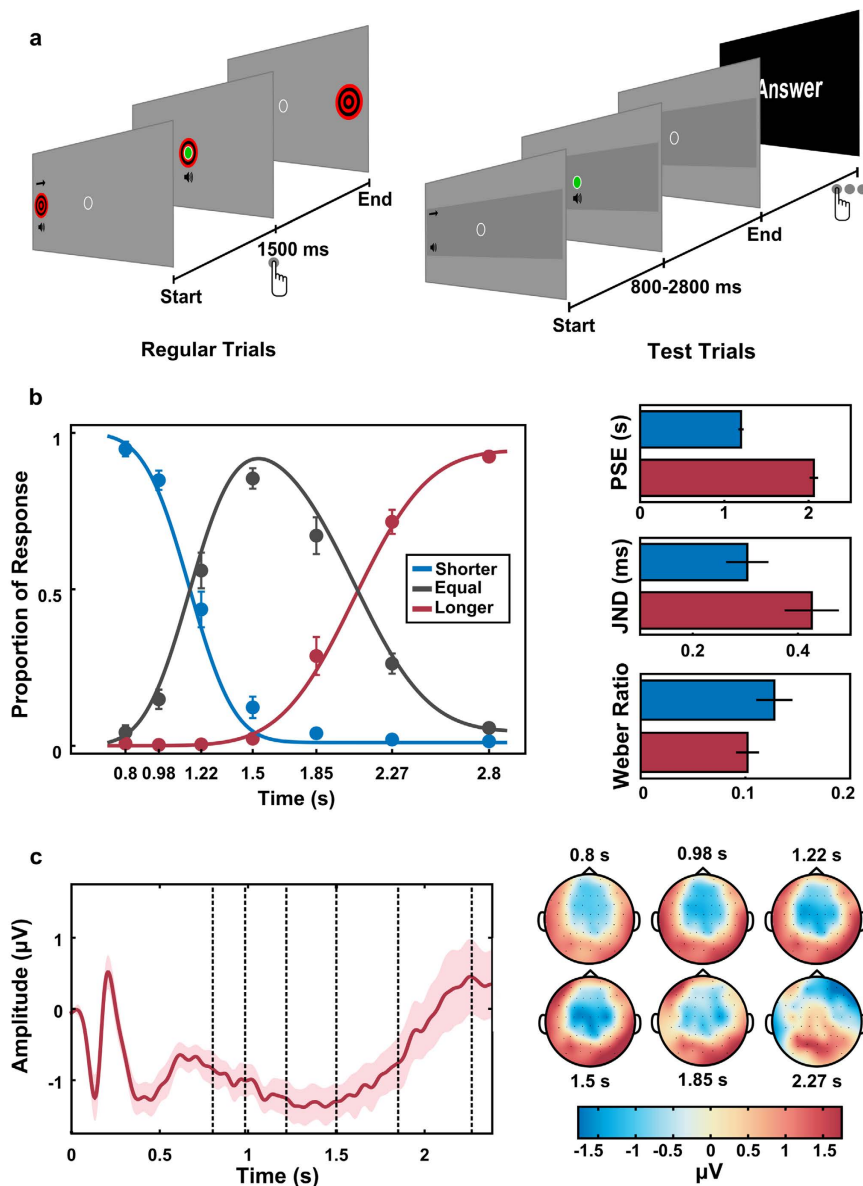 a
Answer
End
1500 ms
Start
End
800-2800 ms
Start
Regular Trials
Test Trials
b
Proportion of Response
1
0.5
0
0.8 0.98 1.22 1.5 1.85 2.27 2.8
Time (s)
Shorter
Equal
Longer
PSE (s)
0 1 2
JND (ms)
0.2 0.4
Weber Ratio
0 0.1 0.2
c
Amplitude (µV)
1
0
-1
0 0.5 1 1.5 2
Time (s)
0.8 s 0.98 s 1.22 s
1.5 s 1.85 s 2.27 s
-1.5 -1 -0.5 0 0.5 1 1.5
µV